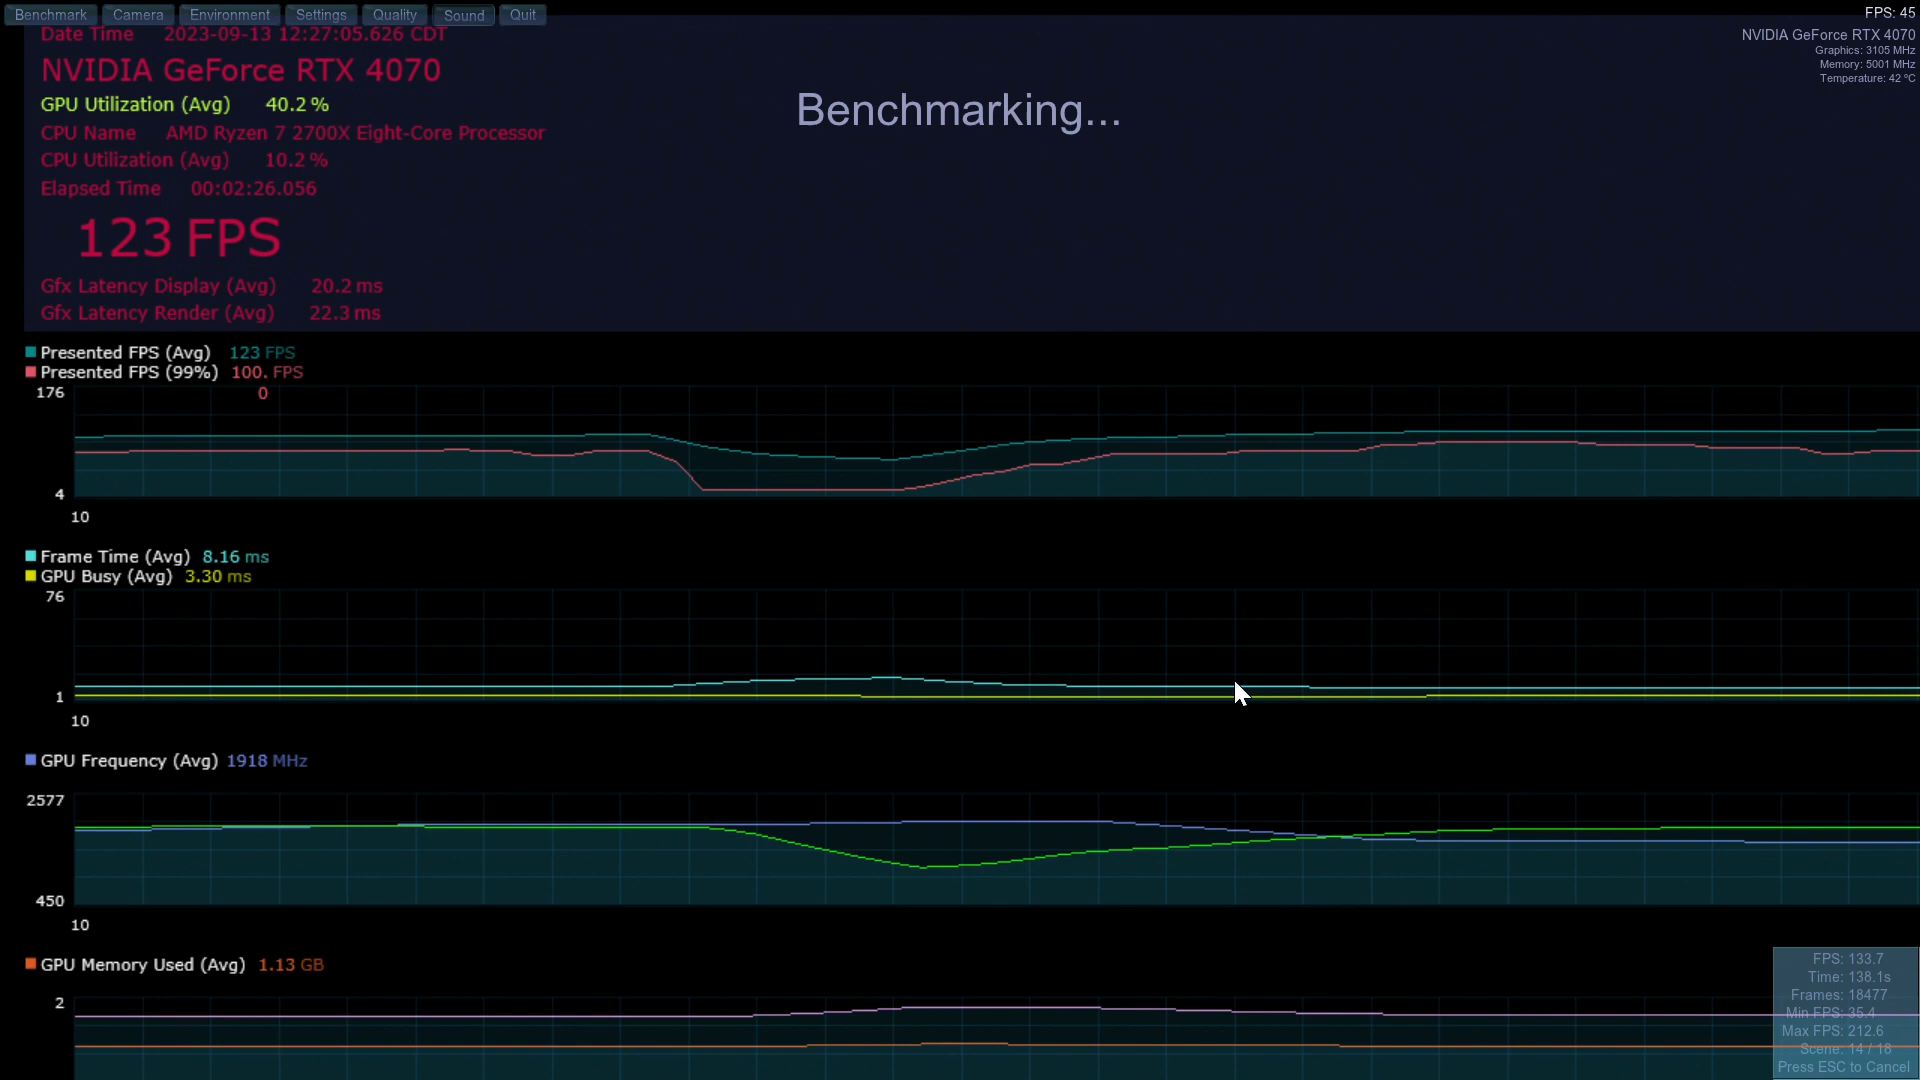 Benchmark Camera Environment Settings Quality Sound Quit
FPS: 45
Date Time 2023-09-13 12:27:05.626 CDT
NVIDIA GeForce RTX 4070
Graphics: 3105 MHz
Memory: 5001 MHz
Temperature: 42 °C
NVIDIA GeForce RTX 4070
GPU Utilization (Avg) 40.2 %
Benchmarking...
CPU Name AMD Ryzen 7 2700X Eight-Core Processor
CPU Utilization (Avg) 10.2 %
Elapsed Time 00:02:26.056
123 FPS
Gfx Latency Display (Avg) 20.2 ms
Gfx Latency Render (Avg) 22.3 ms
Presented FPS (Avg) 123 FPS
Presented FPS (99%) 100. FPS
0
176
4
10
Frame Time (Avg) 8.16 ms
GPU Busy (Avg) 3.30 ms
76
1
10
GPU Frequency (Avg) 1918 MHz
2577
450
10
GPU Memory Used (Avg) 1.13 GB
2
FPS: 133.7
Time: 138.1s
Frames: 18477
Min FPS: 35.4
Max FPS: 212.6
Scene: 14 / 18
Press ESC to Cancel